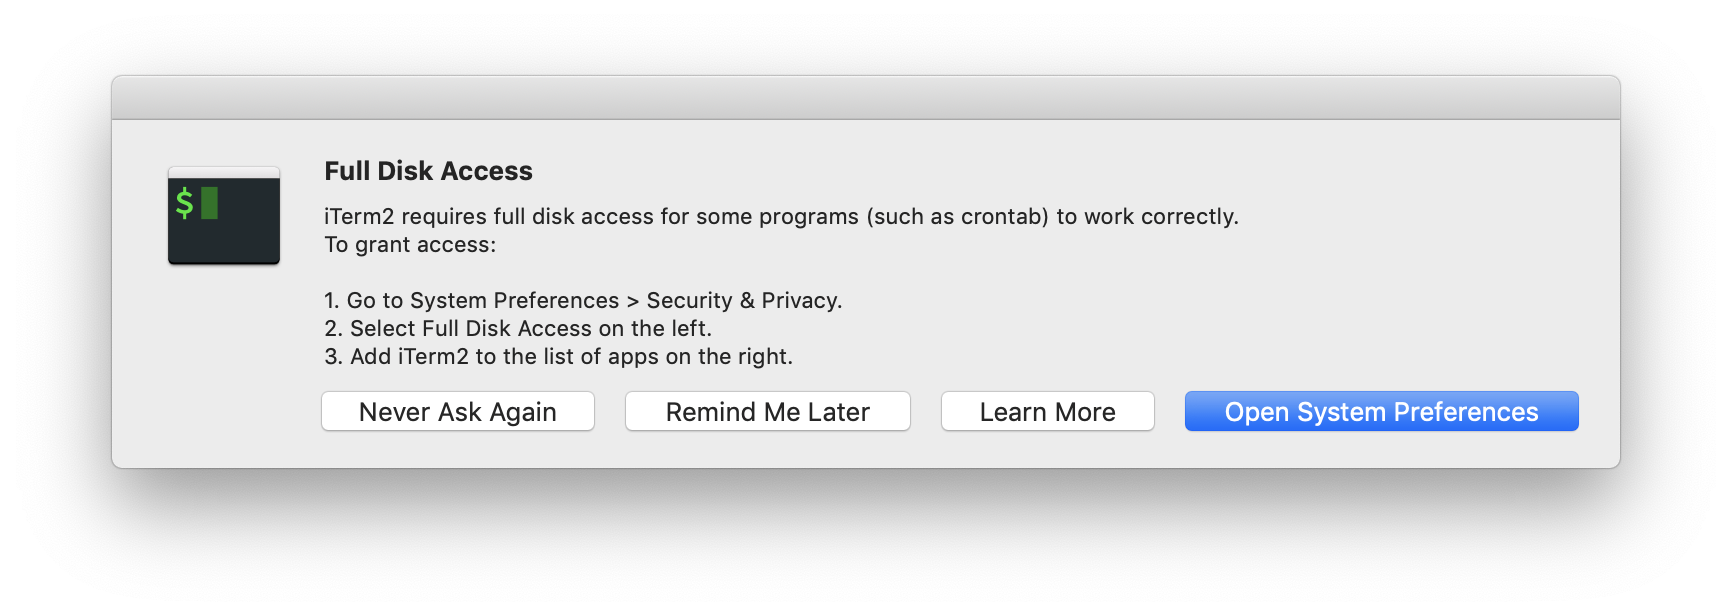 $
Full Disk Access
iTerm2 requires full disk access for some programs (such as crontab) to work correctly.
To grant access:
1. Go to System Preferences > Security & Privacy.
2. Select Full Disk Access on the left.
3. Add iTerm2 to the list of apps on the right.
Never Ask Again
Remind Me Later
Learn More
Open System Preferences